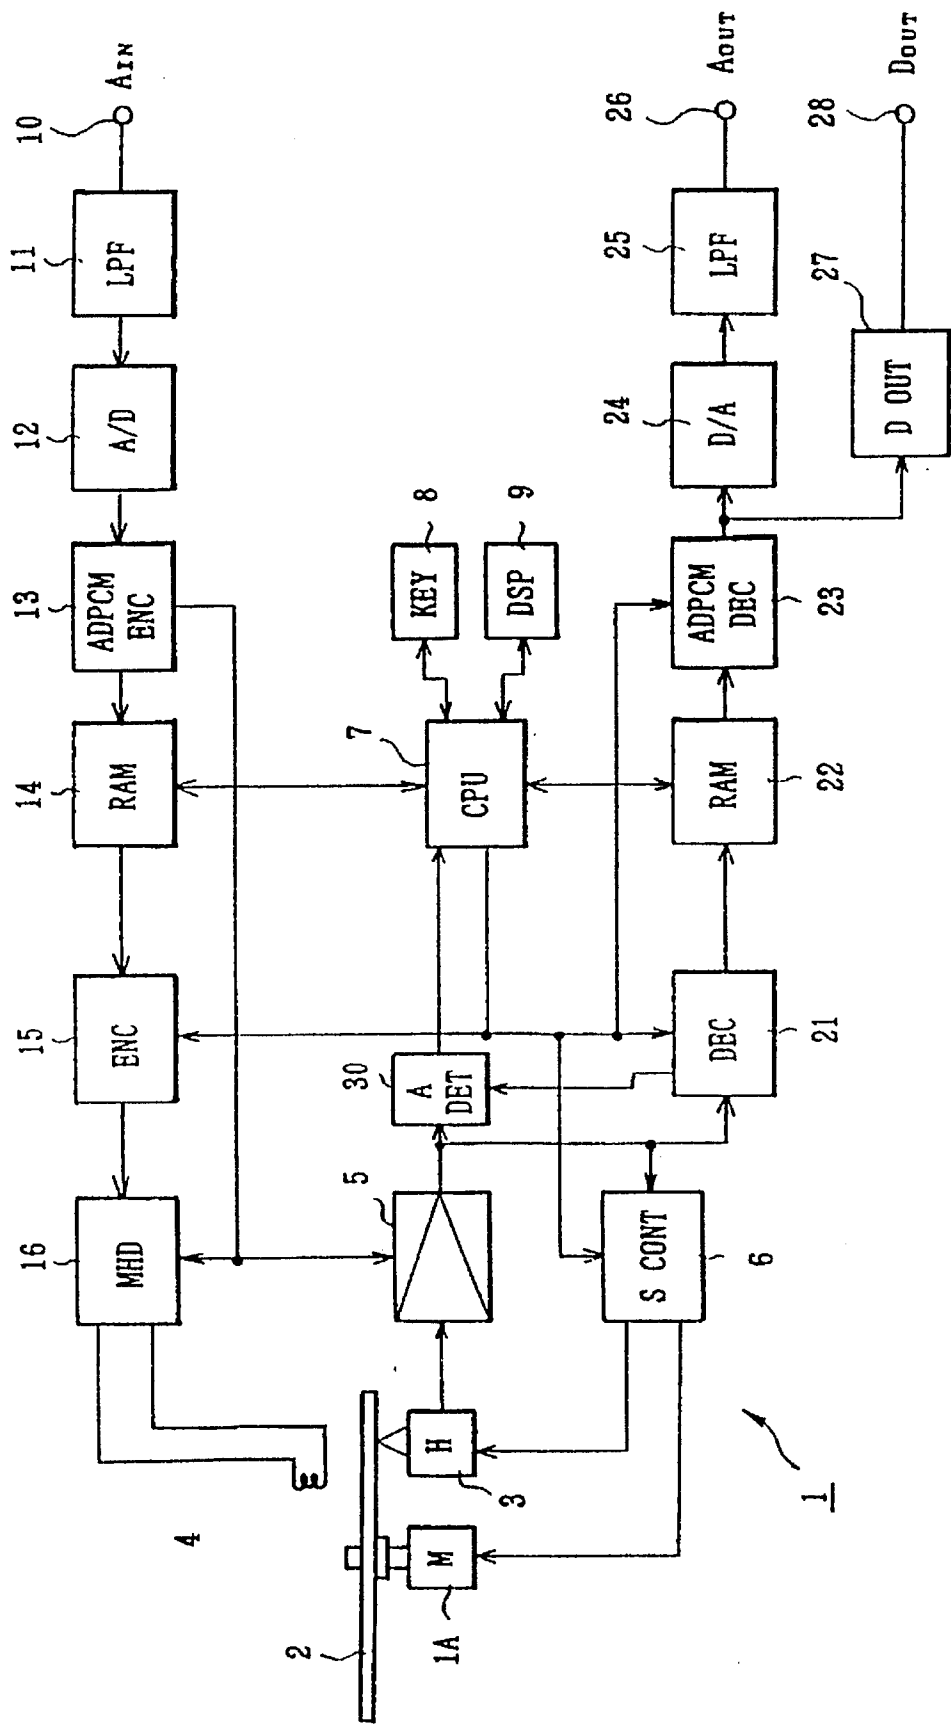 10
AIN
11
LPF
12
A/D
13
ADPCM
ENC
14
RAM
15
ENC
16
MHD
4
8
KEY
9
DSP
7
CPU
30
A
DET
5
2
H
3
M
1A
26
AOUT
25
LPF
24
D/A
28
DOUT
27
D OUT
23
ADPCM
DEC
22
RAM
21
DEC
6
S CONT
1